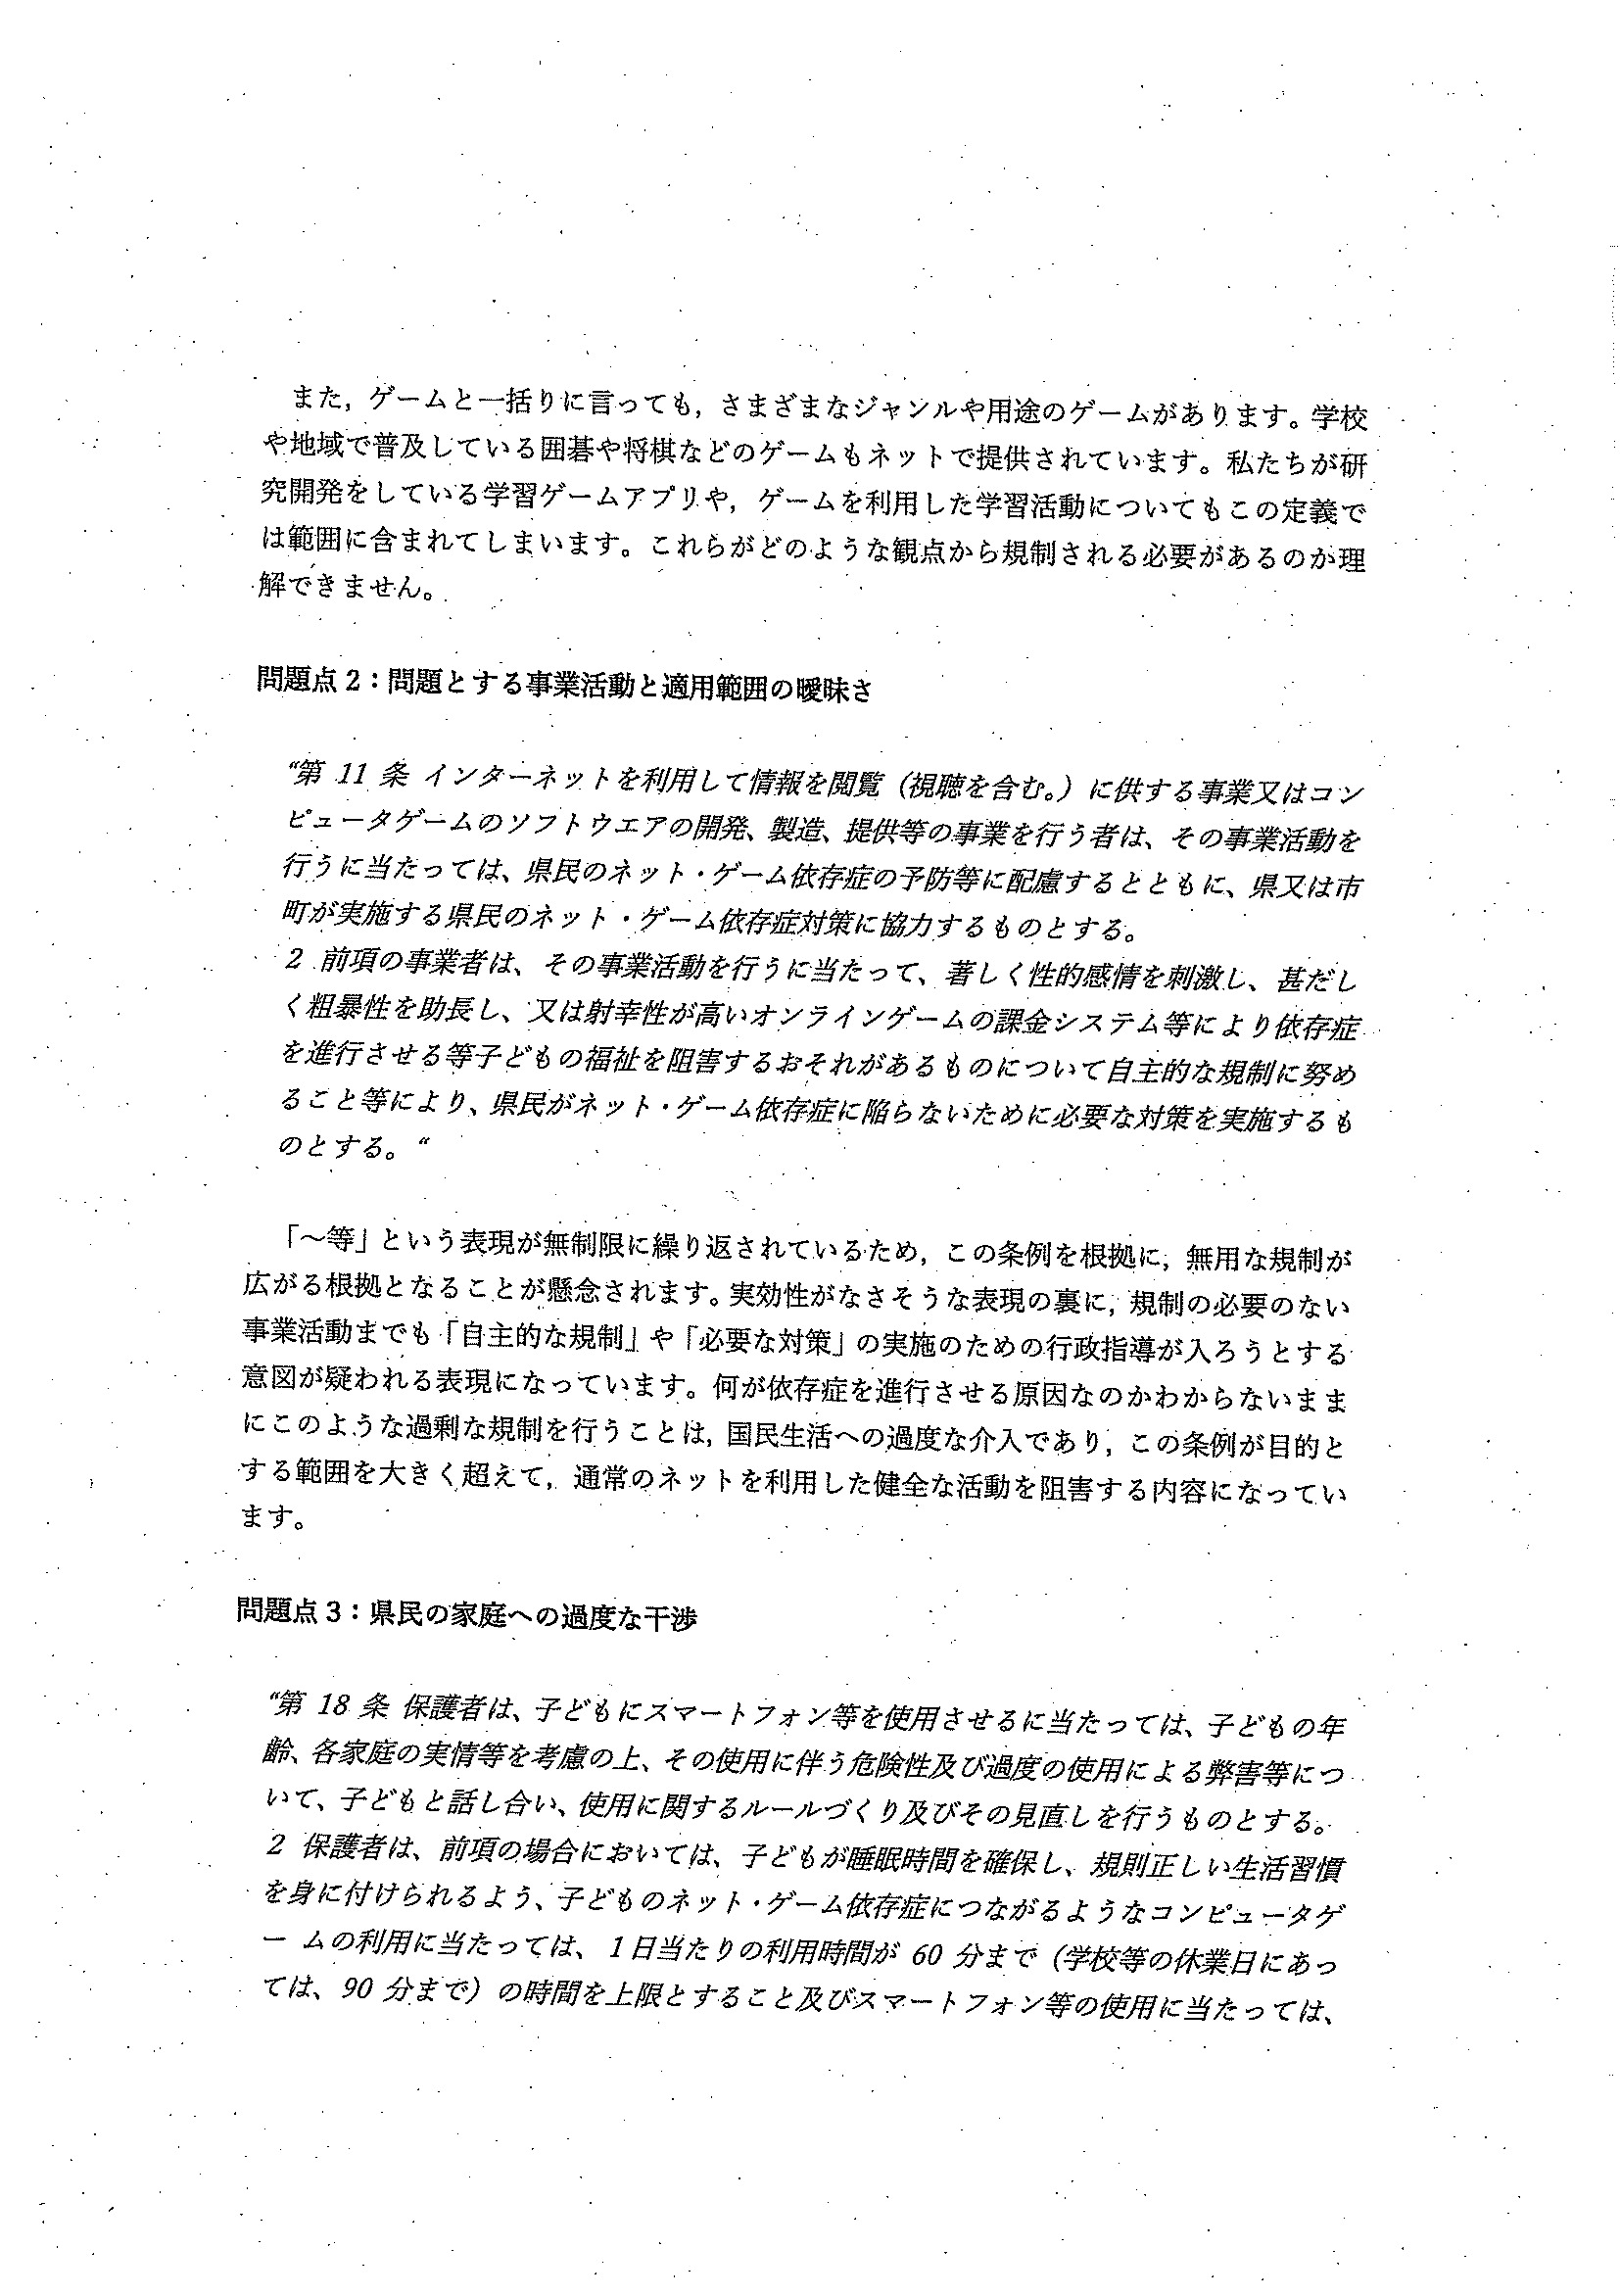 また，ゲームと一括りに言っても，さまざまなジャンルや用途のゲームがあります。学校
や地域で普及している囲碁や将棋などのゲームもネットで提供されています。私たちが研
究開発をしている学習ゲームアプリや，ゲームを利用した学習活動についてもこの定義で
は範囲に含まれてしまいます。これらがどのような観点から規制される必要があるのか理
解できません。
問題点 2：問題とする事業活動と適用範囲の曖昧さ
“第 11 条 インターネットを利用して情報を閲覧（視聴を含む。）に供する事業又はコン
ピュータゲームのソフトウエアの開発、製造、提供等の事業を行う者は、その事業活動を
行うに当たっては、県民のネット・ゲーム依存症の予防等に配慮するとともに、県又は市
町が実施する県民のネット・ゲーム依存症対策に協力するものとする。
2 前項の事業者は、その事業活動を行うに当たって、著しく性的感情を刺激し、甚だし
く粗暴性を助長し、又は射幸性が高いオンラインゲームの課金システム等により依存症
を進行させる等子どもの福祉を阻害するおそれがあるものについて自主的な規制に努め
ること等により、県民がネット・ゲーム依存症に陥らないために必要な対策を実施するも
のとする。“
「～等」という表現が無制限に繰り返されているため，この条例を根拠に，無用な規制が
広がる根拠となることが懸念されます。実効性がなさそうな表現の裏に，規制の必要のない
事業活動までも「自主的な規制」や「必要な対策」の実施のための行政指導が入ろうとする
意図が疑われる表現になっています。何が依存症を進行させる原因なのかわからないまま
にこのような過剰な規制を行うことは，国民生活への過度な介入であり，この条例が目的と
する範囲を大きく超えて，通常のネットを利用した健全な活動を阻害する内容になってい
ます。
問題点 3：県民の家庭への過度な干渉
“第 18 条 保護者は、子どもにスマートフォン等を使用させるに当たっては、子どもの年
齢、各家庭の実情等を考慮の上、その使用に伴う危険性及び過度の使用による弊害等につ
いて、子どもと話し合い、使用に関するルールづくり及びその見直しを行うものとする。
2 保護者は、前項の場合においては、子どもが睡眠時間を確保し、規則正しい生活習慣
を身に付けられるよう、子どものネット・ゲーム依存症につながるようなコンピュータゲ
ー ムの利用に当たっては、1日当たりの利用時間が 60 分まで（学校等の休業日にあっ
ては、90 分まで）の時間を上限とすること及びスマートフォン等の使用に当たっては、